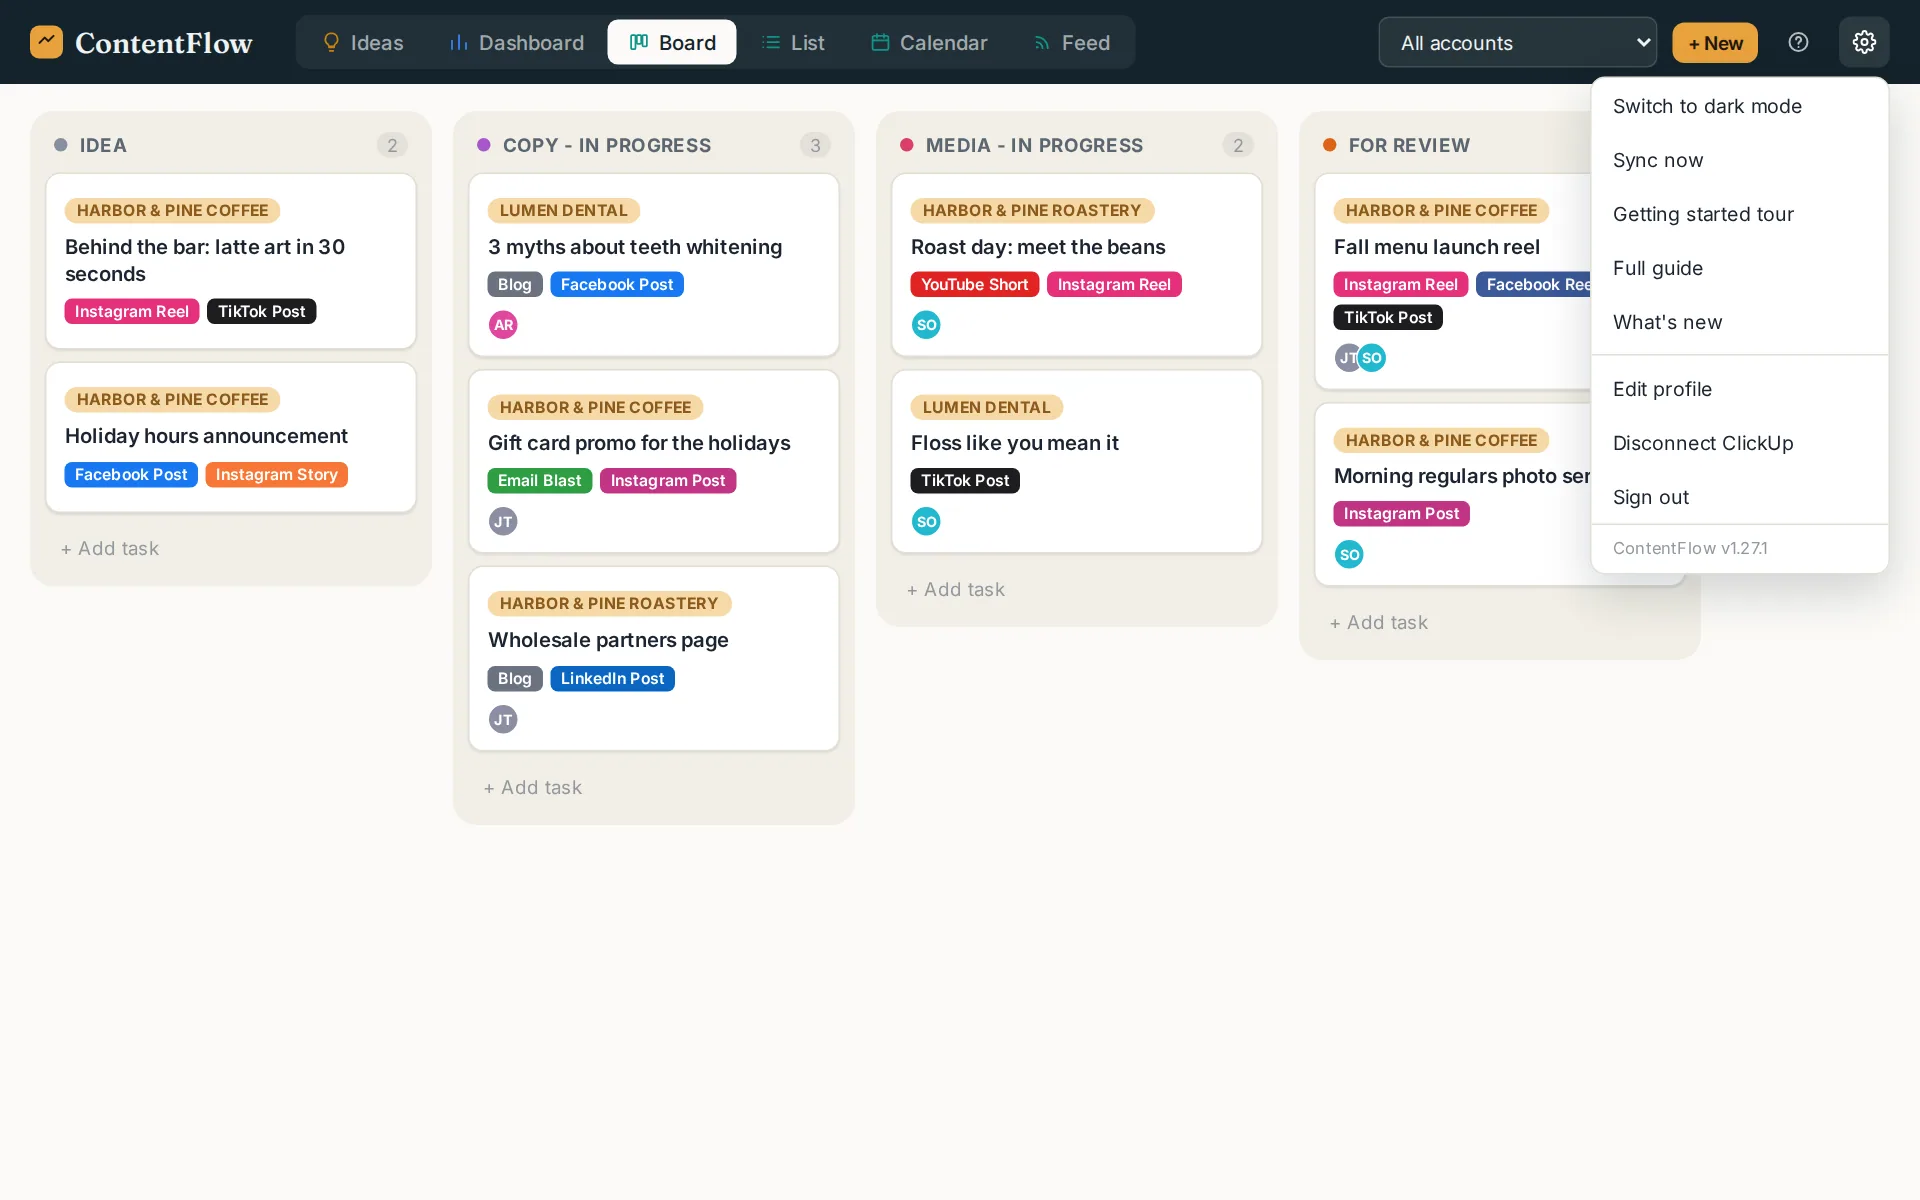 ContentFlow
Ideas
Dashboard
Board
List
Calendar
Feed
All accounts
+ New
IDEA
2
HARBOR & PINE COFFEE
Behind the bar: latte art in 30
seconds
Instagram Reel TikTok Post
HARBOR & PINE COFFEE
Holiday hours announcement
Facebook Post Instagram Story
+ Add task
COPY - IN PROGRESS
3
LUMEN DENTAL
3 myths about teeth whitening
Blog Facebook Post
AR
HARBOR & PINE COFFEE
Gift card promo for the holidays
Email Blast Instagram Post
JT
HARBOR & PINE ROASTERY
Wholesale partners page
Blog LinkedIn Post
JT
+ Add task
MEDIA - IN PROGRESS
2
HARBOR & PINE ROASTERY
Roast day: meet the beans
YouTube Short Instagram Reel
SO
LUMEN DENTAL
Floss like you mean it
TikTok Post
SO
+ Add task
FOR REVIEW
HARBOR & PINE COFFEE
Fall menu launch reel
Instagram Reel Facebook
TikTok Post
JT SO
HARBOR & PINE COFFEE
Morning regulars photo
Instagram Post
SO
+ Add task
Switch to dark mode
Sync now
Getting started tour
Full guide
What's new
Edit profile
Disconnect ClickUp
Sign out
ContentFlow v1.27.1